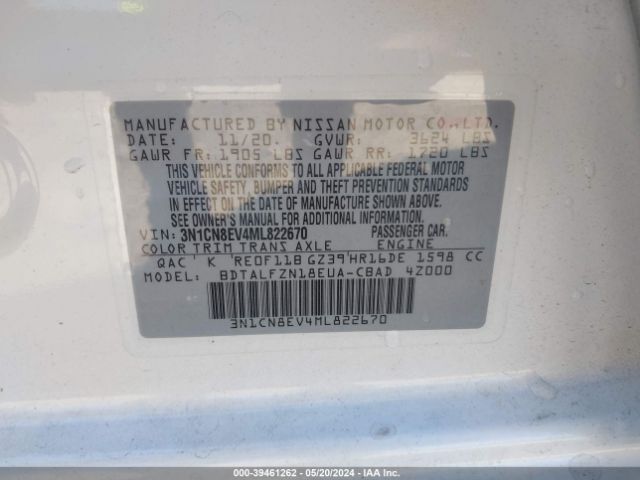 MANUFACTURED BY NISSAN MOTOR CO.,LTD.
DATE: 11/20. GVWR: 3624 LBS
GAWR FR: 1905 LBS GAWR RR: 1720 LBS
THIS VEHICLE CONFORMS TO ALL APPLICABLE FEDERAL MOTOR
VEHICLE SAFETY, BUMPER AND THEFT PREVENTION STANDARDS
IN EFFECT ON THE DATE OF MANUFACTURE SHOWN ABOVE.
SEE OWNER'S MANUAL FOR ADDITIONAL INFORMATION.
VIN: 3N1CN8EV4ML822670 PASSENGER CAR.
COLOR TRIM TRANS AXLE ENGINE
QAC' K 'RE0F11B GZ39'HR16DE 1598 CC
MODEL: BDTALFZN18EUA-CBAD 4Z000
3N1CN8EV4ML822670
000-39461262 - 05/20/2024 - IAA Inc.